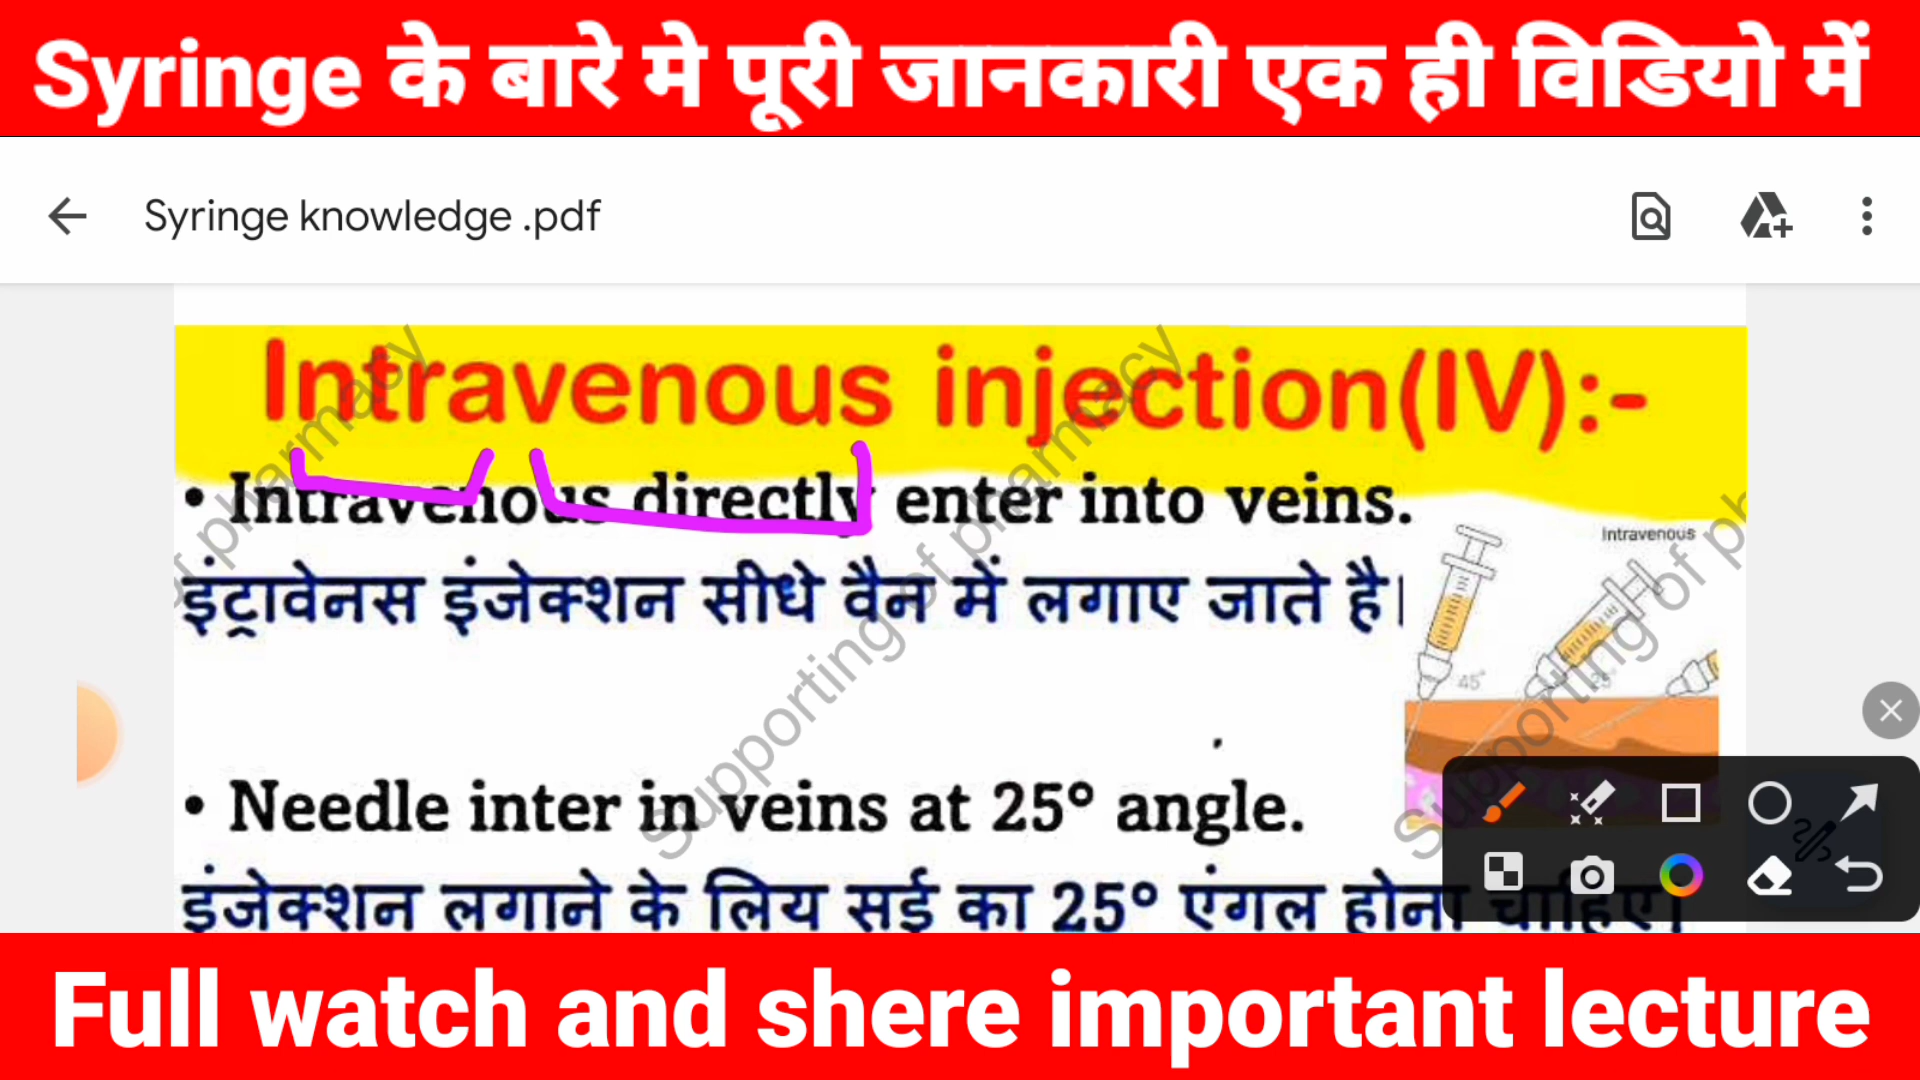 Syringe के बारे मे पूरी जानकारी एक ही विडियो में
Syringe knowledge .pdf
Intravenous injection(IV):-
• Intravenous directly enter into veins.
Intravenous
इंट्रावेनस इंजेक्शन सीधे वैन में लगाए जाते है।
45°
25°
• Needle inter in veins at 25° angle.
इंजेक्शन लगाने के लिय सई का 25° एंगल होना चाहिए।
Supporting of pharmacy
Full watch and shere important lecture